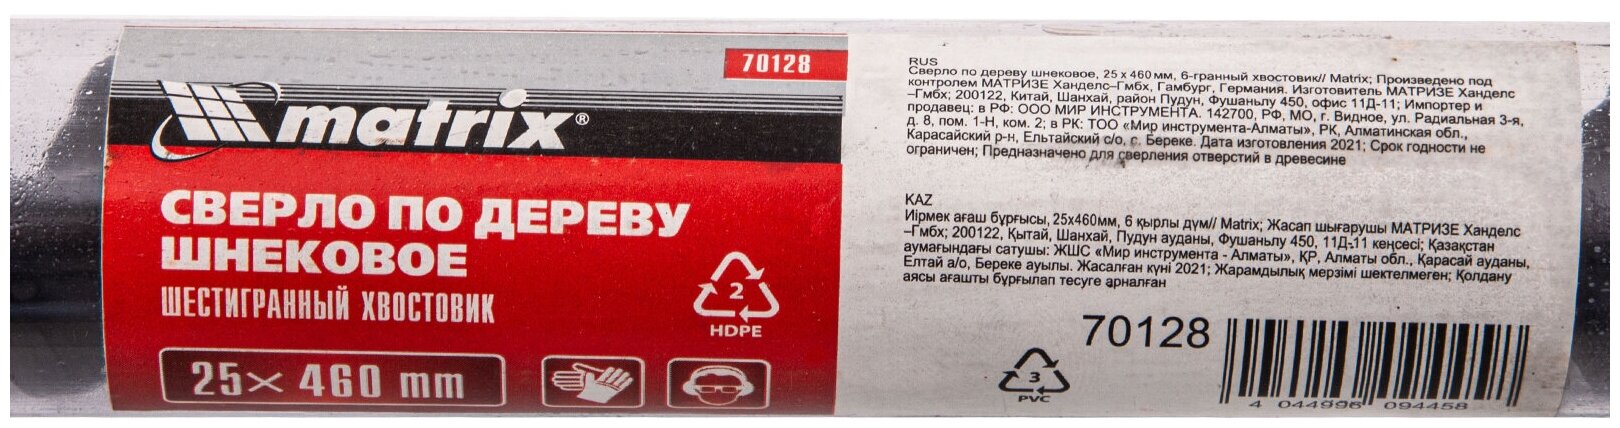 70128
matrix®
СВЕРЛО ПО ДЕРЕВУ
ШНЕКОВОЕ
ШЕСТИГРАННЫЙ ХВОСТОВИК
25× 460 mm
2
HDPE
RUS
Сверло по дереву шнековое, 25 х 460 мм, 6-гранный хвостовик// Matrix; Произведено под
контролем МАТРИЗЕ Ханделс–Гмбх, Гамбург, Германия. Изготовитель МАТРИЗЕ Ханделс
–Гмбх; 200122, Китай, Шанхай, район Пудун, Фушаньлу 450, офис 11Д-11; Импортер и
продавец: в РФ: ООО МИР ИНСТРУМЕНТА. 142700, РФ, МО, г. Видное, ул. Радиальная 3-я,
д. 8, пом. 1-Н, ком. 2; в РК: ТОО «Мир инструмента-Алматы», РК, Алматинская обл.,
Карасайский р-н, Ельтайский с/о, с. Береке. Дата изготовления 2021; Срок годности не
ограничен; Предназначено для сверления отверстий в древесине
KAZ
Иірмек ағаш бұрғысы, 25х460мм, 6 қырлы дүм// Matrix; Жасап шығарушы МАТРИЗЕ Ханделс
–Гмбх; 200122, Қытай, Шанхай, Пудун ауданы, Фушаньлу 450, 11Д-11 кеңсесі; Қазақстан
аумағындағы сатушы: ЖШС «Мир инструмента - Алматы», ҚР, Алматы обл., Қарасай ауданы,
Елтай а/о, Береке ауылы. Жасалған күні 2021; Жарамдылық мерзімі шектелмеген; Қолдану
аясы ағашты бұрғылап тесуге арналған
70128
3
PVC
4 044996 094458